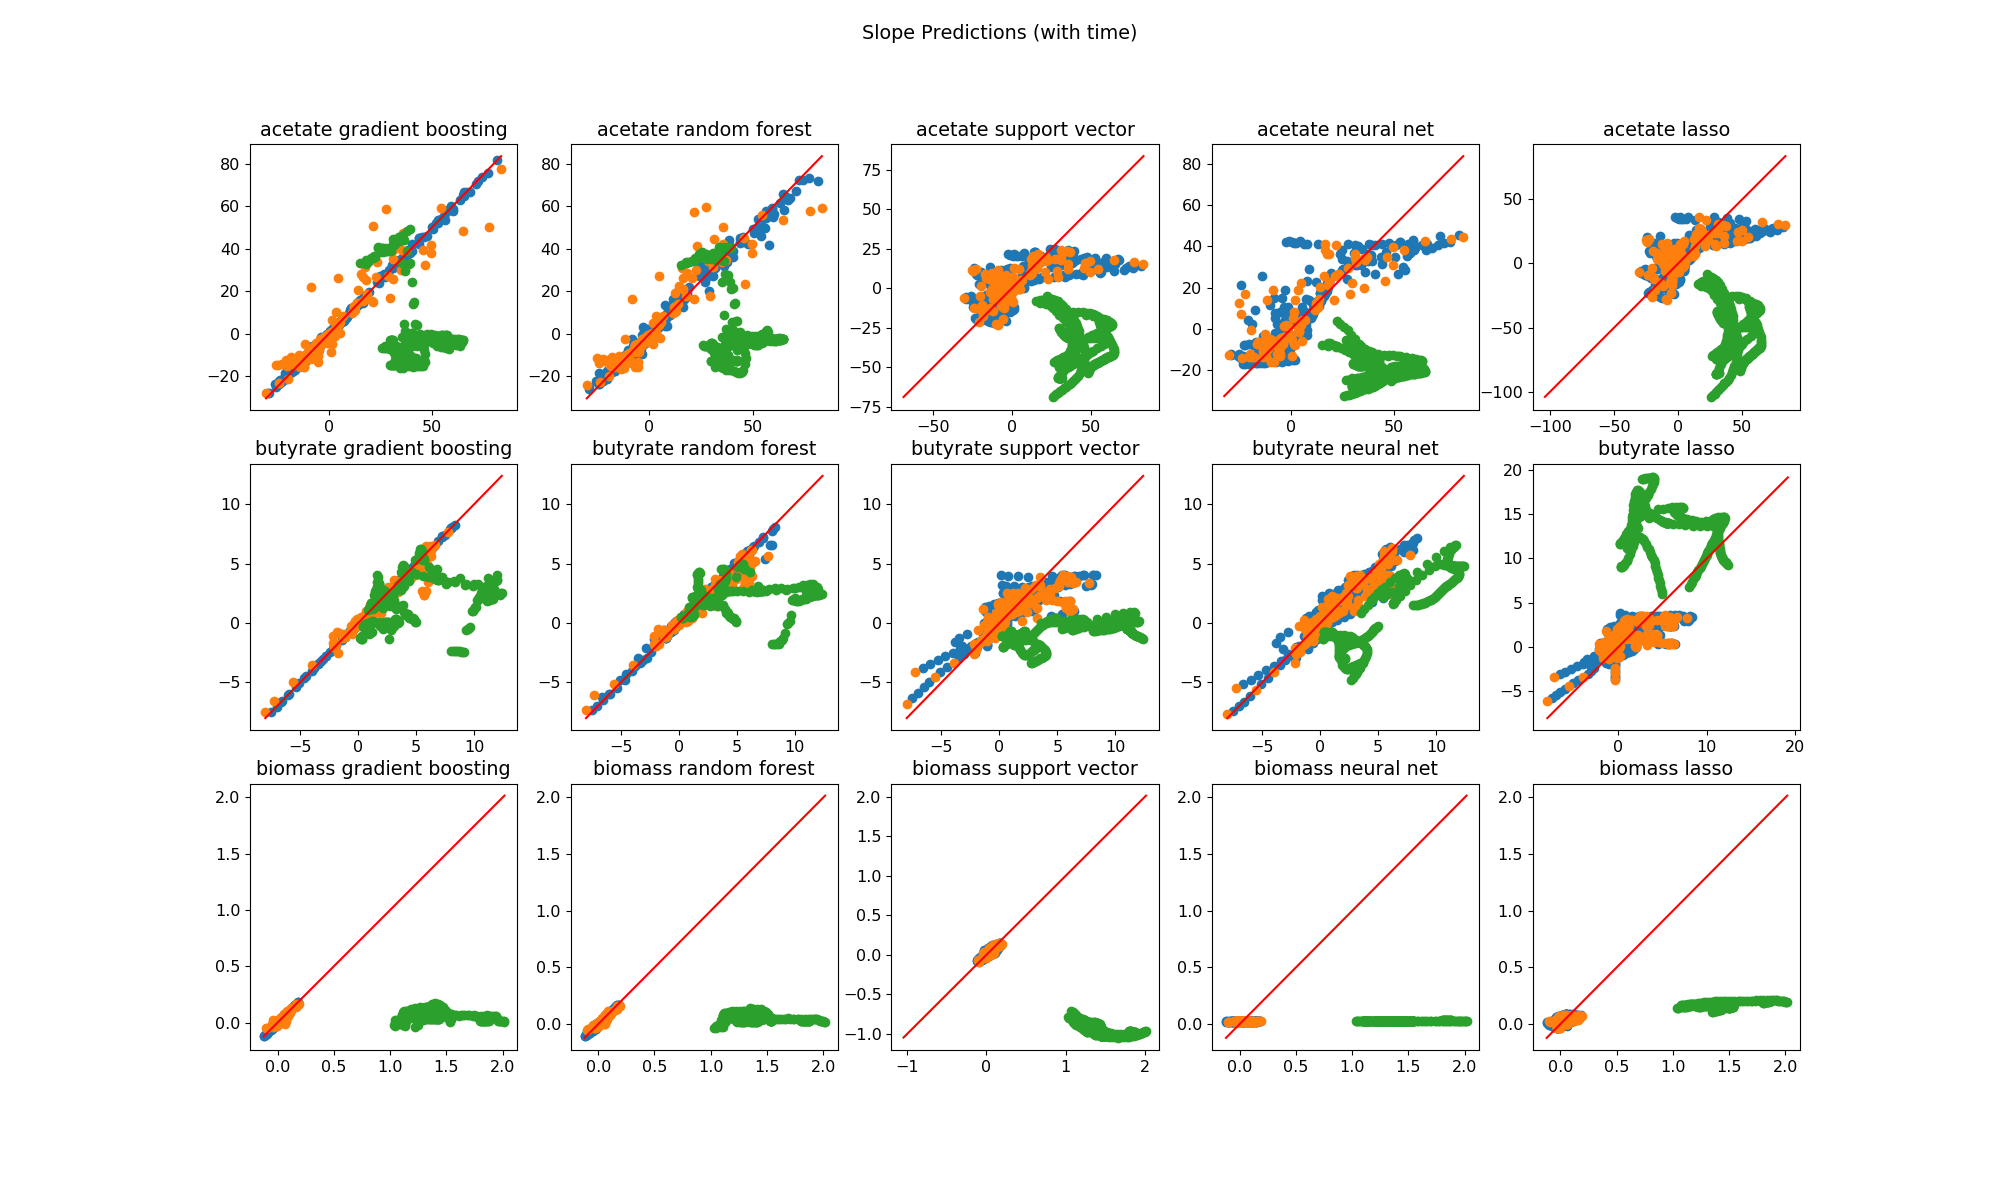 Slope Predictions (with time)
acetate gradient boosting
acetate random forest
acetate support vector
acetate neural net
acetate lasso
80
60
40
20
0
−20
0 50
80
60
40
20
0
−20
0 50
75
50
25
0
−25
−50
−75
−50 0 50
80
60
40
20
0
−20
0 50
50
0
−50
−100
−100 −50 0 50
butyrate gradient boosting
butyrate random forest
butyrate support vector
butyrate neural net
butyrate lasso
10
5
0
−5
−5 0 5 10
10
5
0
−5
−5 0 5 10
10
5
0
−5
−5 0 5 10
10
5
0
−5
−5 0 5 10
20
15
10
5
0
−5
0 10 20
biomass gradient boosting
biomass random forest
biomass support vector
biomass neural net
biomass lasso
2.0
1.5
1.0
0.5
0.0
0.0 0.5 1.0 1.5 2.0
2.0
1.5
1.0
0.5
0.0
0.0 0.5 1.0 1.5 2.0
2.0
1.5
1.0
0.5
0.0
−0.5
−1.0
−1 0 1 2
2.0
1.5
1.0
0.5
0.0
0.0 0.5 1.0 1.5 2.0
2.0
1.5
1.0
0.5
0.0
0.0 0.5 1.0 1.5 2.0